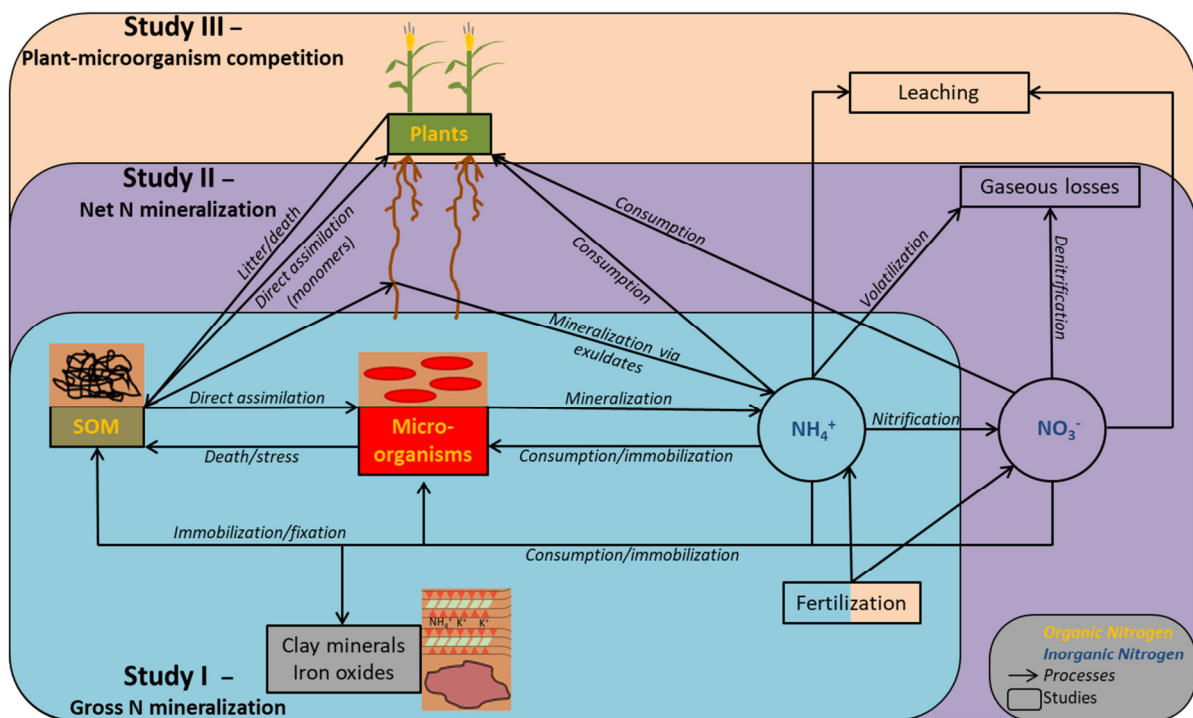 Study III –
Plant-microorganism competition
Leaching
Plants
Study II –
Net N mineralization
Gaseous losses
Litter/death
Direct assimilation
(monomers)
Consumption
Consumption
Volatilization
Denitrification
Mineralization via
exuldates
SOM
Direct assimilation
Death/stress
Micro-
organisms
Mineralization
Consumption/immobilization
NH₄⁺
Nitrification
NO₃⁻
Immobilization/fixation
Consumption/immobilization
Fertilization
Clay minerals
Iron oxides
NH₄⁺ K⁺ K⁺
Study I –
Gross N mineralization
Organic Nitrogen
Inorganic Nitrogen
Processes
Studies